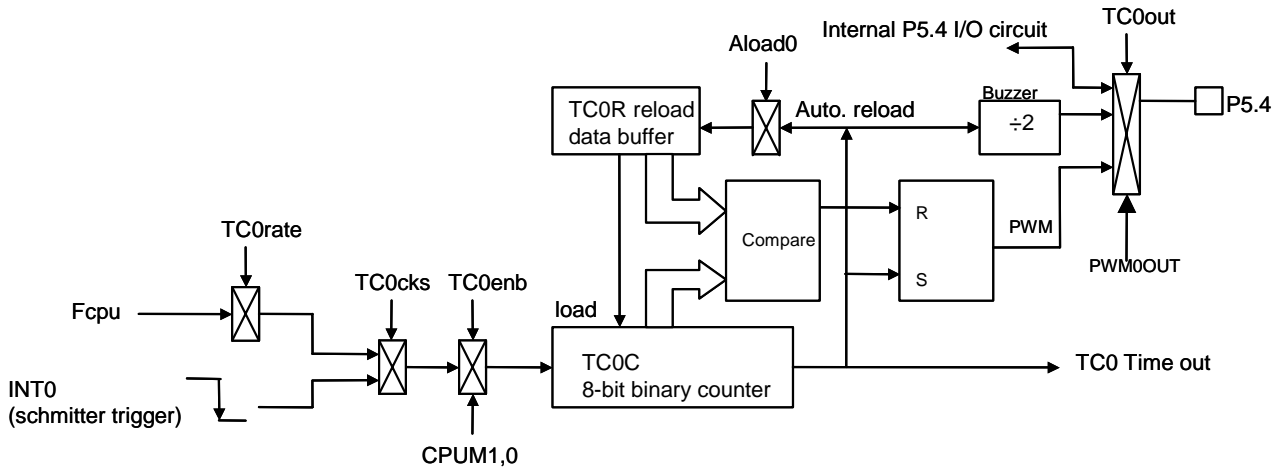 TC0out
Internal P5.4 I/O circuit
Aload0
Buzzer
TC0R reload
data buffer
Auto. reload
÷2
P5.4
TC0rate
R
Compare
PWM
TC0cks
TC0enb
S
PWM0OUT
load
Fcpu
TC0C
8-bit binary counter
TC0 Time out
INT0
(schmitter trigger)
CPUM1,0